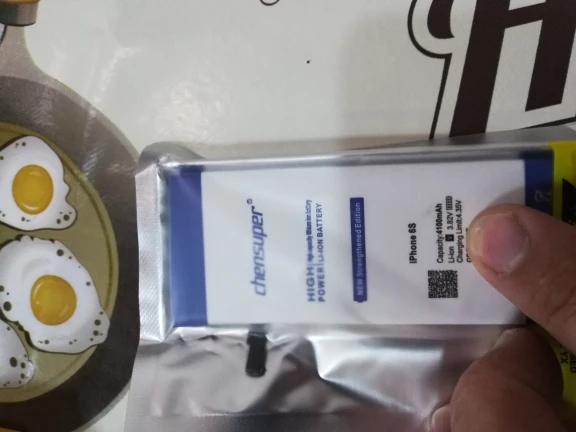 chensuper®
HIGH
POWER Li-ION BATTERY
NEW Strengthened Edition
iPhone 6S
Capacity:4100mAh
Li-ion 3.82V
Charging Limit:4.35V
H